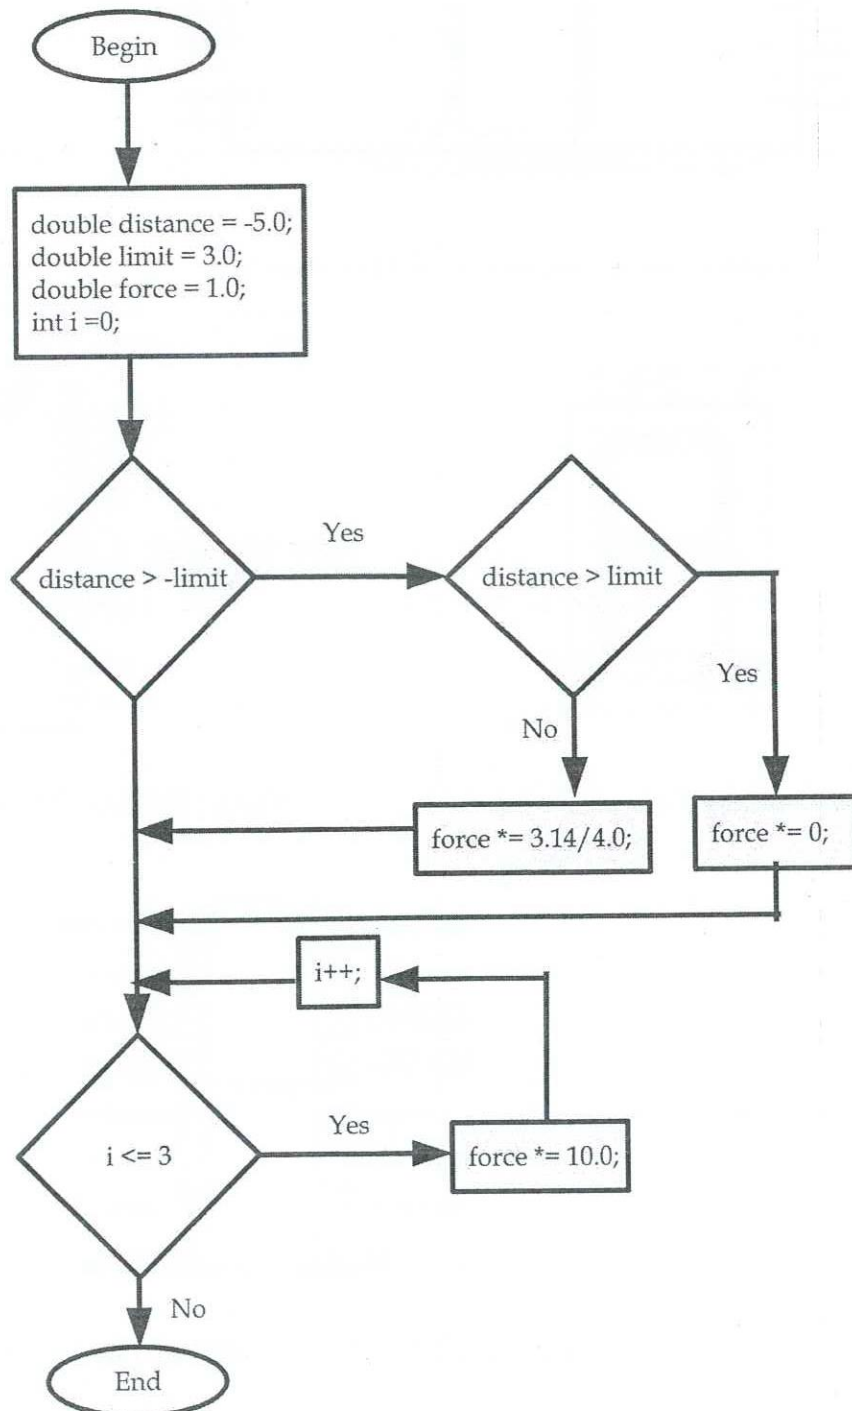 Begin
double distance = -5.0;
double limit = 3.0;
double force = 1.0;
int i =0;
distance > -limit
Yes
distance > limit
Yes
No
force *= 3.14/4.0;
force *= 0;
i++;
i <= 3
Yes
force *= 10.0;
No
End